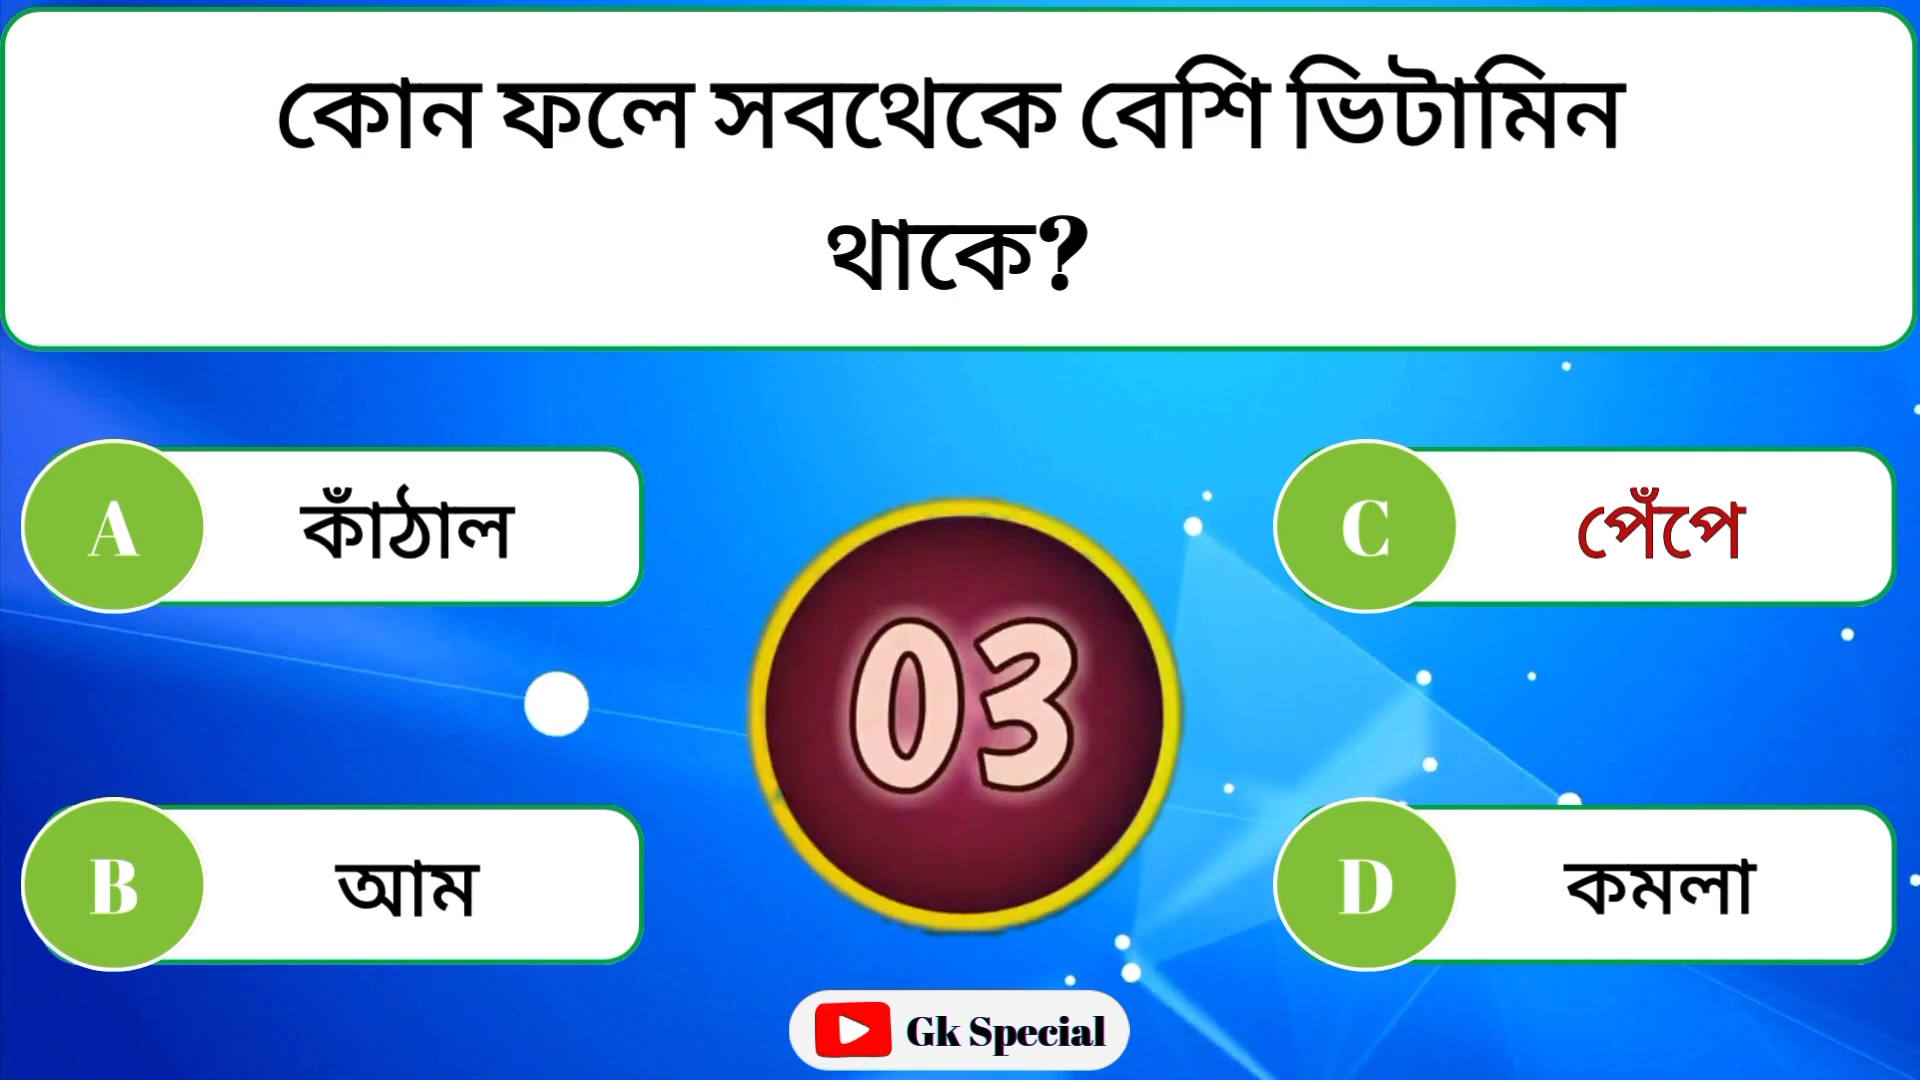 কোন ফলে সবথেকে বেশি ভিটামিন
থাকে?
A কাঁঠাল
C পেঁপে
03
B আম
D কমলা
Gk Special